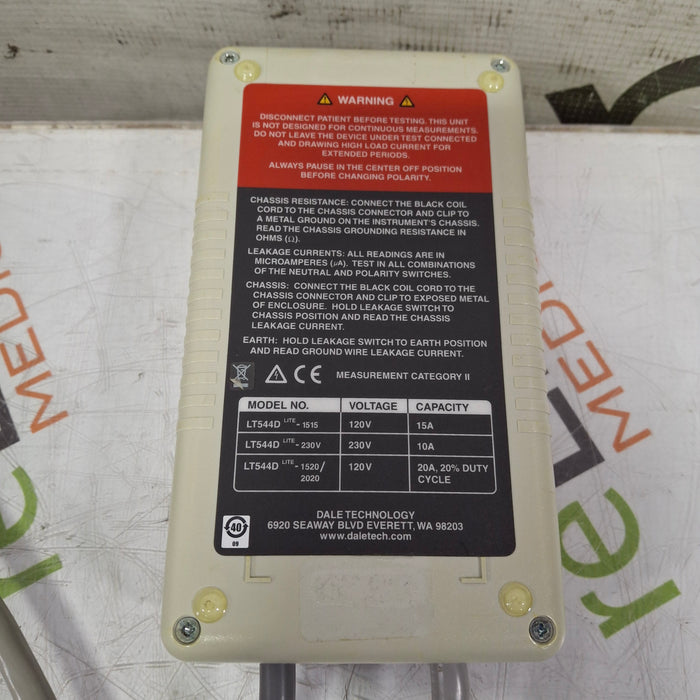 WARNING
DISCONNECT PATIENT BEFORE TESTING. THIS UNIT
IS NOT DESIGNED FOR CONTINUOUS MEASUREMENTS.
DO NOT LEAVE THE DEVICE UNDER TEST CONNECTED
AND DRAWING HIGH LOAD CURRENT FOR
EXTENDED PERIODS.
ALWAYS PAUSE IN THE CENTER OFF POSITION
BEFORE CHANGING POLARITY.
CHASSIS RESISTANCE: CONNECT THE BLACK COIL
CORD TO THE CHASSIS CONNECTOR AND CLIP TO
A METAL GROUND ON THE INSTRUMENT'S CHASSIS.
READ THE CHASSIS GROUNDING RESISTANCE IN
OHMS (Ω).
LEAKAGE CURRENTS: ALL READINGS ARE IN
MICROAMPERES (µA). TEST IN ALL COMBINATIONS
OF THE NEUTRAL AND POLARITY SWITCHES.
CHASSIS: CONNECT THE BLACK COIL CORD TO THE
CHASSIS CONNECTOR AND CLIP TO EXPOSED METAL
OF ENCLOSURE. HOLD LEAKAGE SWITCH TO
CHASSIS POSITION AND READ THE CHASSIS
LEAKAGE CURRENT.
EARTH: HOLD LEAKAGE SWITCH TO EARTH POSITION
AND READ GROUND WIRE LEAKAGE CURRENT.
CE MEASUREMENT CATEGORY II
MODEL NO. VOLTAGE CAPACITY
LT544D LITE - 1515 120V 15A
LT544D LITE - 230V 230V 10A
LT544D LITE - 1520/ 120V 20A, 20% DUTY
2020 CYCLE
40
09
DALE TECHNOLOGY
6920 SEAWAY BLVD EVERETT, WA 98203
www.daletech.com
MEDIC
re
MEDI
rel